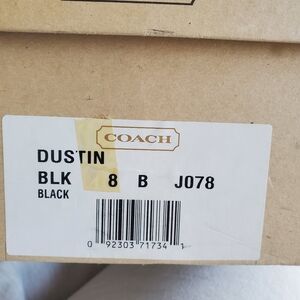 COACH
DUSTIN
BLK 8 B J078
BLACK
0 92303 71734 1